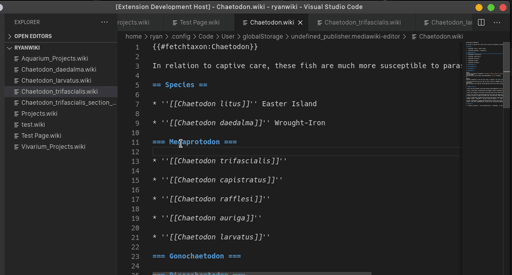 [Extension Development Host] - Chaetodon.wiki - ryanwiki - Visual Studio Code
EXPLORER
OPEN EDITORS
RYANWIKI
Aquarium_Projects.wiki
Chaetodon_daedalma.wiki
Chaetodon_larvatus.wiki
Chaetodon_trifascialis.wiki
Chaetodon_trifascialis_section_...
Projects.wiki
test.wiki
Test Page.wiki
Vivarium_Projects.wiki
rojects.wiki
Test Page.wiki
Chaetodon.wiki
Chaetodon_trifascialis.wiki
Chaetodon_la
home > ryan > .config > Code > User > globalStorage > undefined_publisher.mediawiki-editor > Chaetodon.wiki
1 {{#fetchtaxon:Chaetodon}}
2
3 In relation to captive care, these fish are much more susceptible to paras
4
5 == Species ==
6
7 * ''[[Chaetodon litus]]'' Easter Island
8
9 * ''[[Chaetodon daedalma]]'' Wrought-Iron
10
11 === Megaprotodon ===
12
13 * ''[[Chaetodon trifascialis]]''
14
15 * ''[[Chaetodon capistratus]]''
16
17 * ''[[Chaetodon rafflesi]]''
18
19 * ''[[Chaetodon auriga]]''
20
21 * ''[[Chaetodon larvatus]]''
22
23 === Gonochaetodon ===
24